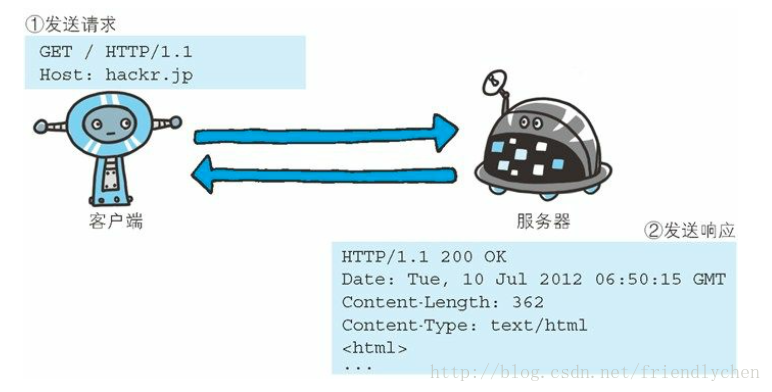 ①发送请求
GET / HTTP/1.1
Host: hackr.jp
客户端
服务器
②发送响应
HTTP/1.1 200 OK
Date: Tue, 10 Jul 2012 06:50:15 GMT
Content-Length: 362
Content-Type: text/html
<html>
...
http://blog.csdn.net/friendlychen